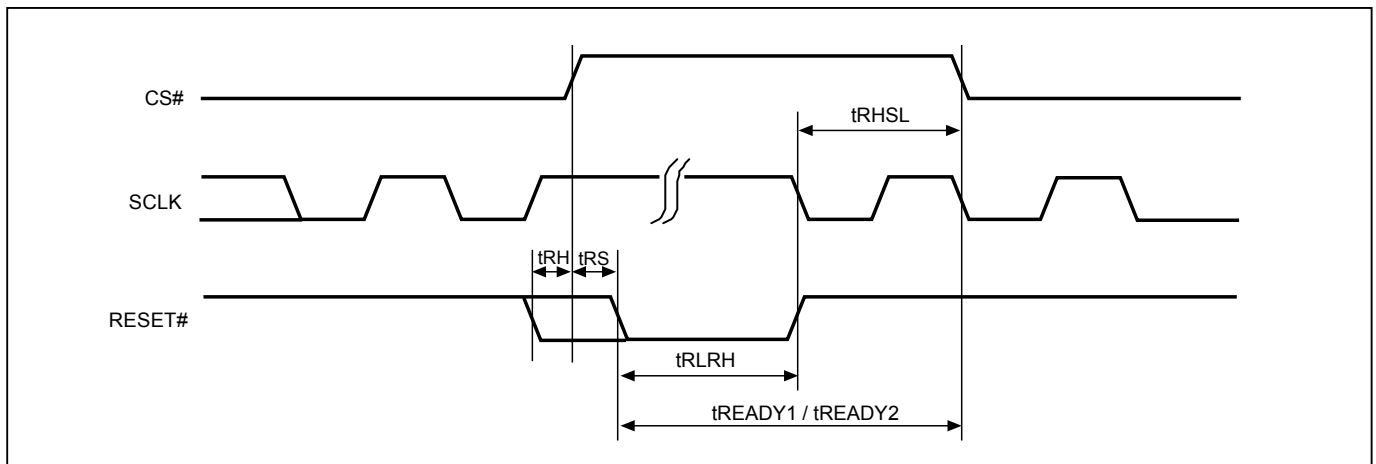 CS#
tRHSL
SCLK
tRH tRS
RESET#
tRLRH
tREADY1 / tREADY2